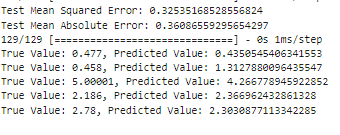 Test Mean Squared Error: 0.32535168528556824
Test Mean Absolute Error: 0.36086559295654297
129/129 [==============================] - 0s 1ms/step
True Value: 0.477, Predicted Value: 0.4350545406341553
True Value: 0.458, Predicted Value: 1.3127880096435547
True Value: 5.00001, Predicted Value: 4.266778945922852
True Value: 2.186, Predicted Value: 2.366962432861328
True Value: 2.78, Predicted Value: 2.3030877113342285